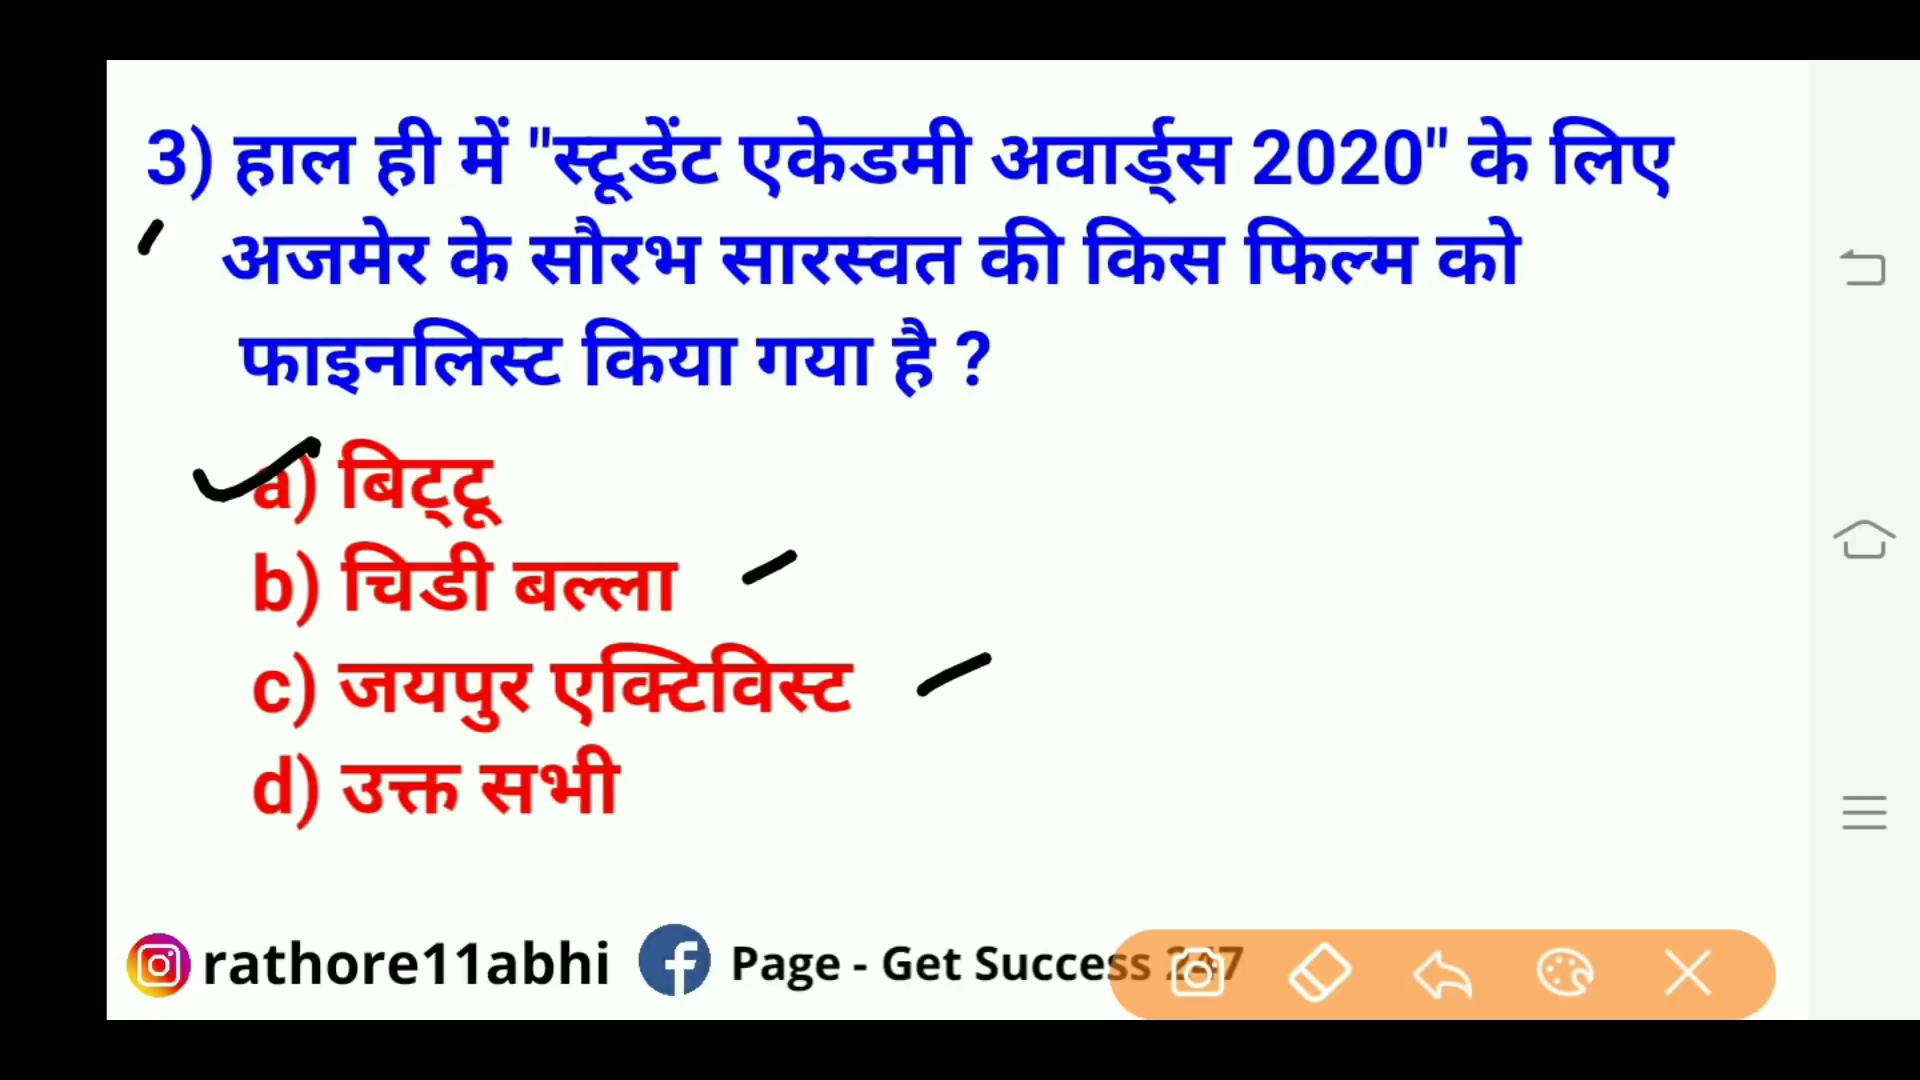 3) हाल ही में "स्टूडेंट एकेडमी अवार्ड्स 2020" के लिए
अजमेर के सौरभ सारस्वत की किस फिल्म को
फाइनलिस्ट किया गया है ?
a) बिट्टू
b) चिडी बल्ला
c) जयपुर एक्टिविस्ट
d) उक्त सभी
rathore11abhi Page - Get Success 247